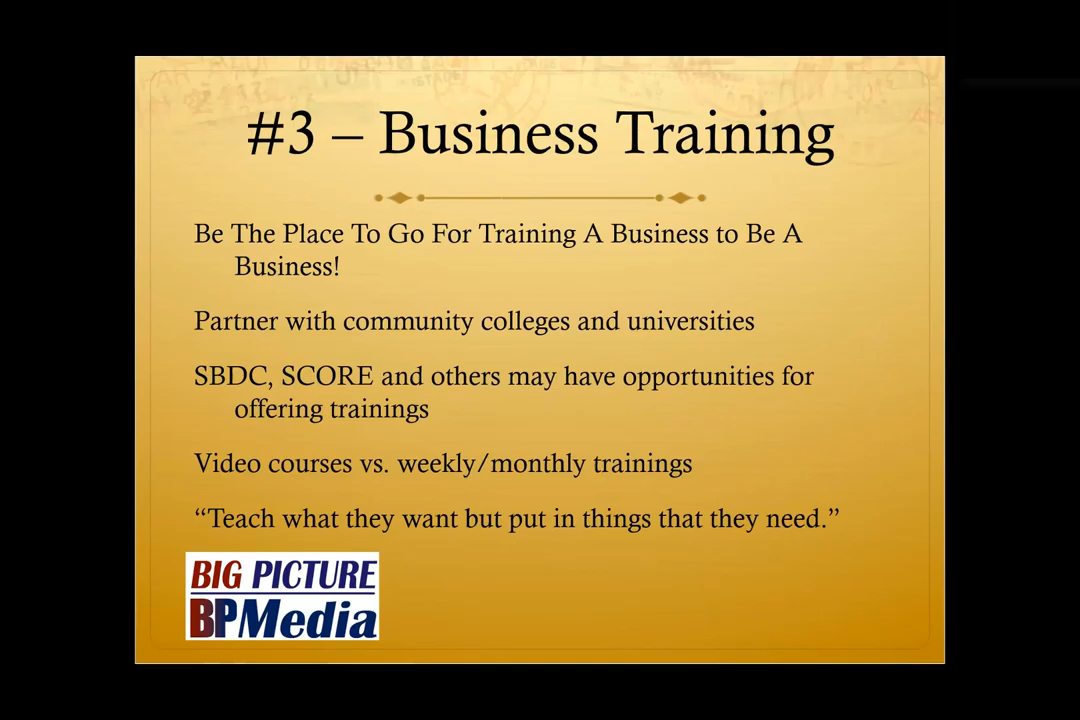 #3 – Business Training
Be The Place To Go For Training A Business to Be A
Business!
Partner with community colleges and universities
SBDC, SCORE and others may have opportunities for
offering trainings
Video courses vs. weekly/monthly trainings
“Teach what they want but put in things that they need.”
BIG PICTURE
BPMedia